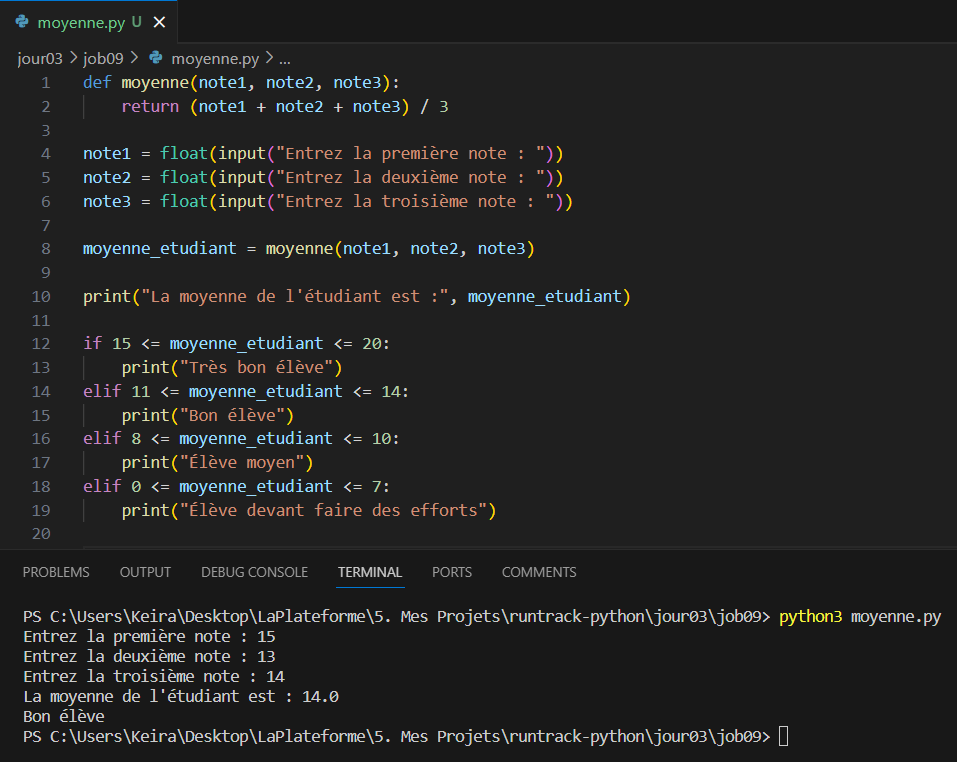 moyenne.py U ×
jour03 > job09 > moyenne.py > ...
1 def moyenne(note1, note2, note3):
2     return (note1 + note2 + note3) / 3
3
4 note1 = float(input("Entrez la première note : "))
5 note2 = float(input("Entrez la deuxième note : "))
6 note3 = float(input("Entrez la troisième note : "))
7
8 moyenne_etudiant = moyenne(note1, note2, note3)
9
10 print("La moyenne de l'étudiant est :", moyenne_etudiant)
11
12 if 15 <= moyenne_etudiant <= 20:
13     print("Très bon élève")
14 elif 11 <= moyenne_etudiant <= 14:
15     print("Bon élève")
16 elif 8 <= moyenne_etudiant <= 10:
17     print("Élève moyen")
18 elif 0 <= moyenne_etudiant <= 7:
19     print("Élève devant faire des efforts")
20
PROBLEMS OUTPUT DEBUG CONSOLE TERMINAL PORTS COMMENTS
PS C:\Users\Keira\Desktop\LaPlateforme\5. Mes Projets\runtrack-python\jour03\job09> python3 moyenne.py
Entrez la première note : 15
Entrez la deuxième note : 13
Entrez la troisième note : 14
La moyenne de l'étudiant est : 14.0
Bon élève
PS C:\Users\Keira\Desktop\LaPlateforme\5. Mes Projets\runtrack-python\jour03\job09>